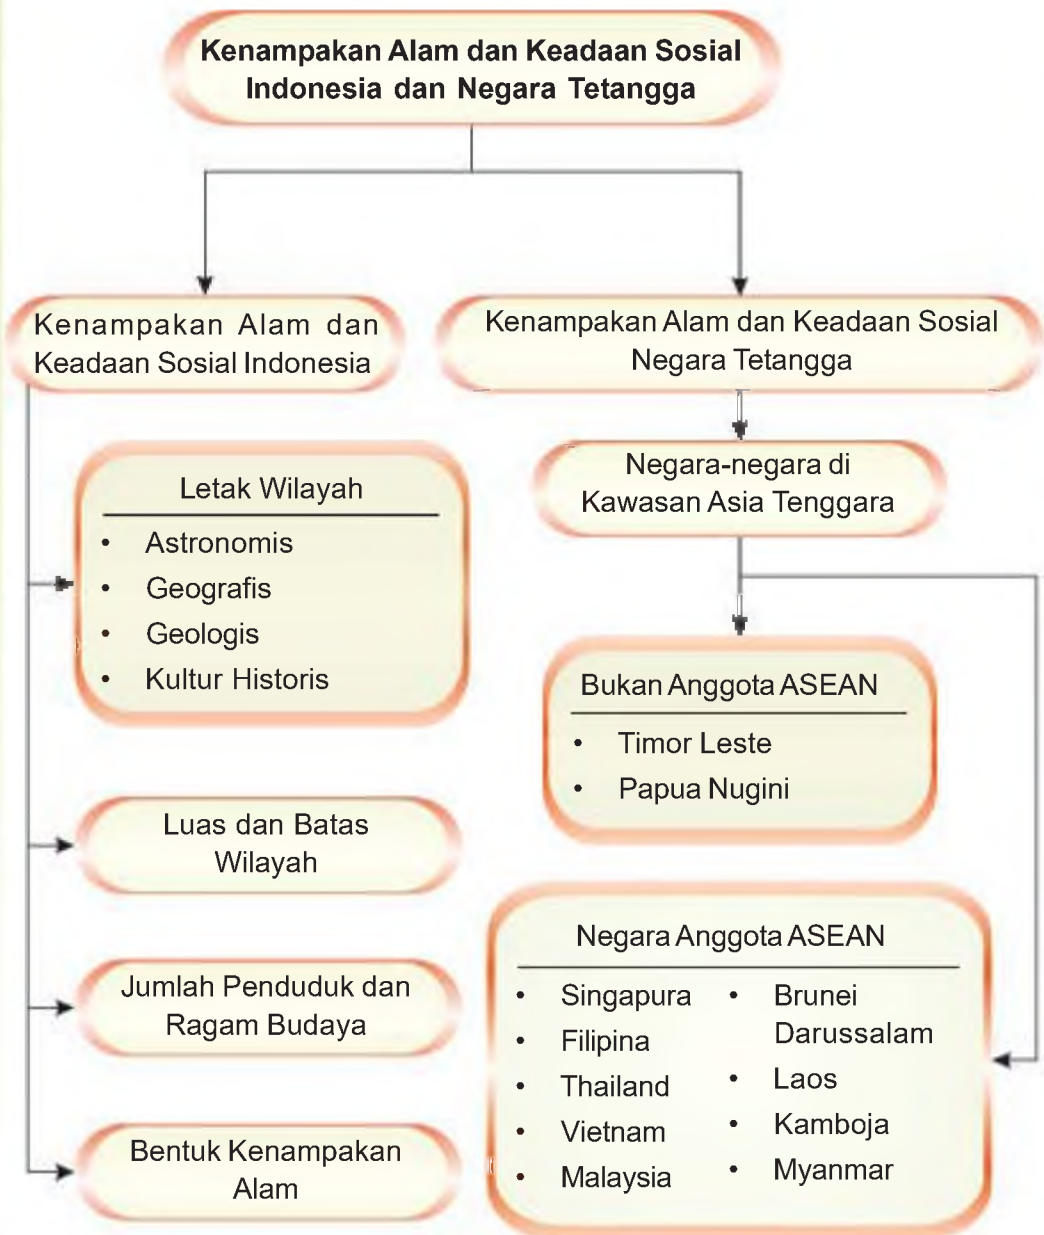 Kenampakan Alam dan Keadaan Sosial
Indonesia dan Negara Tetangga
Kenampakan Alam dan
Keadaan Sosial Indonesia
Letak Wilayah
• Astronomis
• Geografis
• Geologis
• Kultur Historis
Luas dan Batas
Wilayah
Jumlah Penduduk dan
Ragam Budaya
Bentuk Kenampakan
Alam
Kenampakan Alam dan Keadaan Sosial
Negara Tetangga
Negara-negara di
Kawasan Asia Tenggara
Bukan Anggota ASEAN
• Timor Leste
• Papua Nugini
Negara Anggota ASEAN
• Singapura
• Filipina
• Thailand
• Vietnam
• Malaysia
• Brunei
Darussalam
• Laos
• Kamboja
• Myanmar